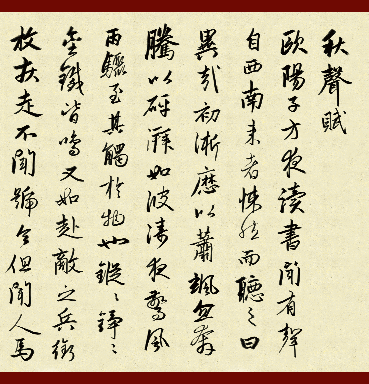 秋聲賦
歐陽子方夜讀書聞有聲
自西南来者悚然而聽之曰
異哉初淅瀝以蕭颯忽奔
騰以砰湃如波濤夜驚風
雨驟至其觸於物也鏦〻錚〻
金鐵皆鳴又如赴敵之兵銜
枚疾走不聞號令但聞人馬